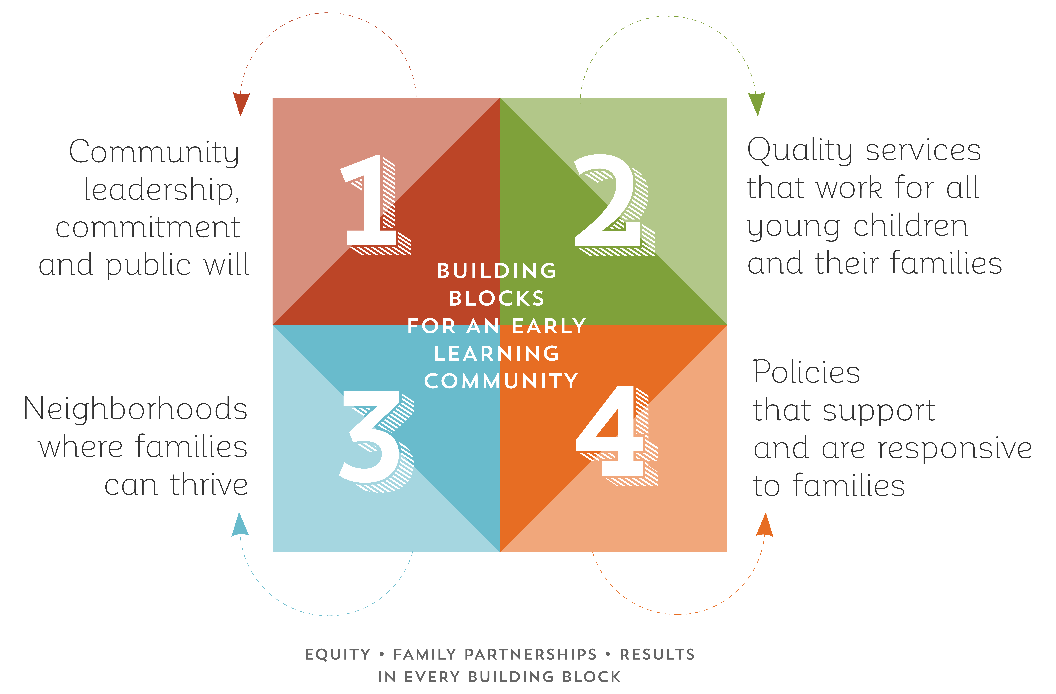 Community
leadership,
commitment
and public will
1
2
Quality services
that work for all
young children
and their families
BUILDING
BLOCKS
FOR AN EARLY
LEARNING
COMMUNITY
Neighborhoods
where families
can thrive
3
4
Policies
that support
and are responsive
to families
EQUITY • FAMILY PARTNERSHIPS • RESULTS
IN EVERY BUILDING BLOCK